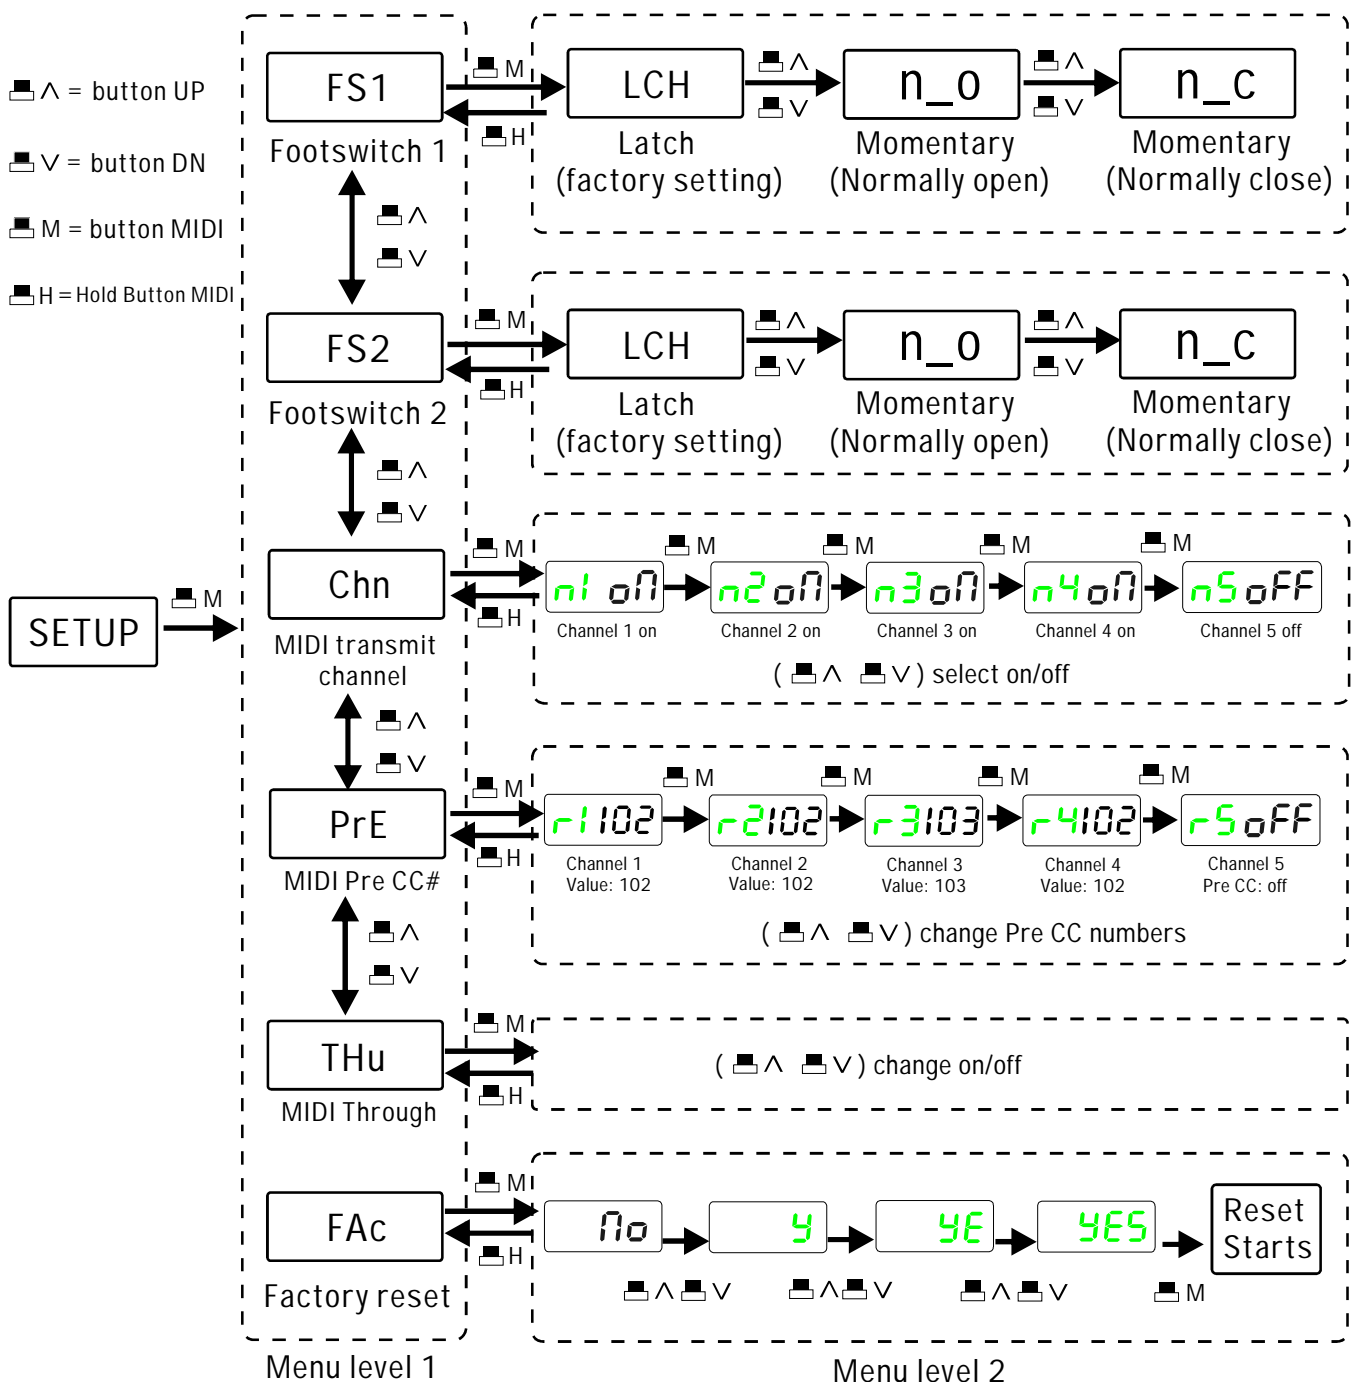 ∧ = button UP
∨ = button DN
M = button MIDI
H = Hold Button MIDI
SETUP
M
FS1
Footswitch 1
M
H
LCH
Latch
(factory setting)
∧
∨
n_o
Momentary
(Normally open)
∧
∨
n_c
Momentary
(Normally close)
∧
∨
FS2
Footswitch 2
M
H
LCH
Latch
(factory setting)
∧
∨
n_o
Momentary
(Normally open)
∧
∨
n_c
Momentary
(Normally close)
∧
∨
Chn
MIDI transmit
channel
M
H
M
M
M
M
n1 on
n2 on
n3 on
n4 on
n5 oFF
Channel 1 on
Channel 2 on
Channel 3 on
Channel 4 on
Channel 5 off
( ∧ ∨ ) select on/off
∧
∨
PrE
MIDI Pre CC#
M
H
M
M
M
M
r1 102
r2 102
r3 103
r4 102
r5 oFF
Channel 1
Value: 102
Channel 2
Value: 102
Channel 3
Value: 103
Channel 4
Value: 102
Channel 5
Pre CC: off
( ∧ ∨ ) change Pre CC numbers
∧
∨
THu
MIDI Through
M
H
( ∧ ∨ ) change on/off
FAc
Factory reset
M
H
no
y
yE
yES
Reset
Starts
∧ ∨
∧ ∨
∧ ∨
M
Menu level 1
Menu level 2